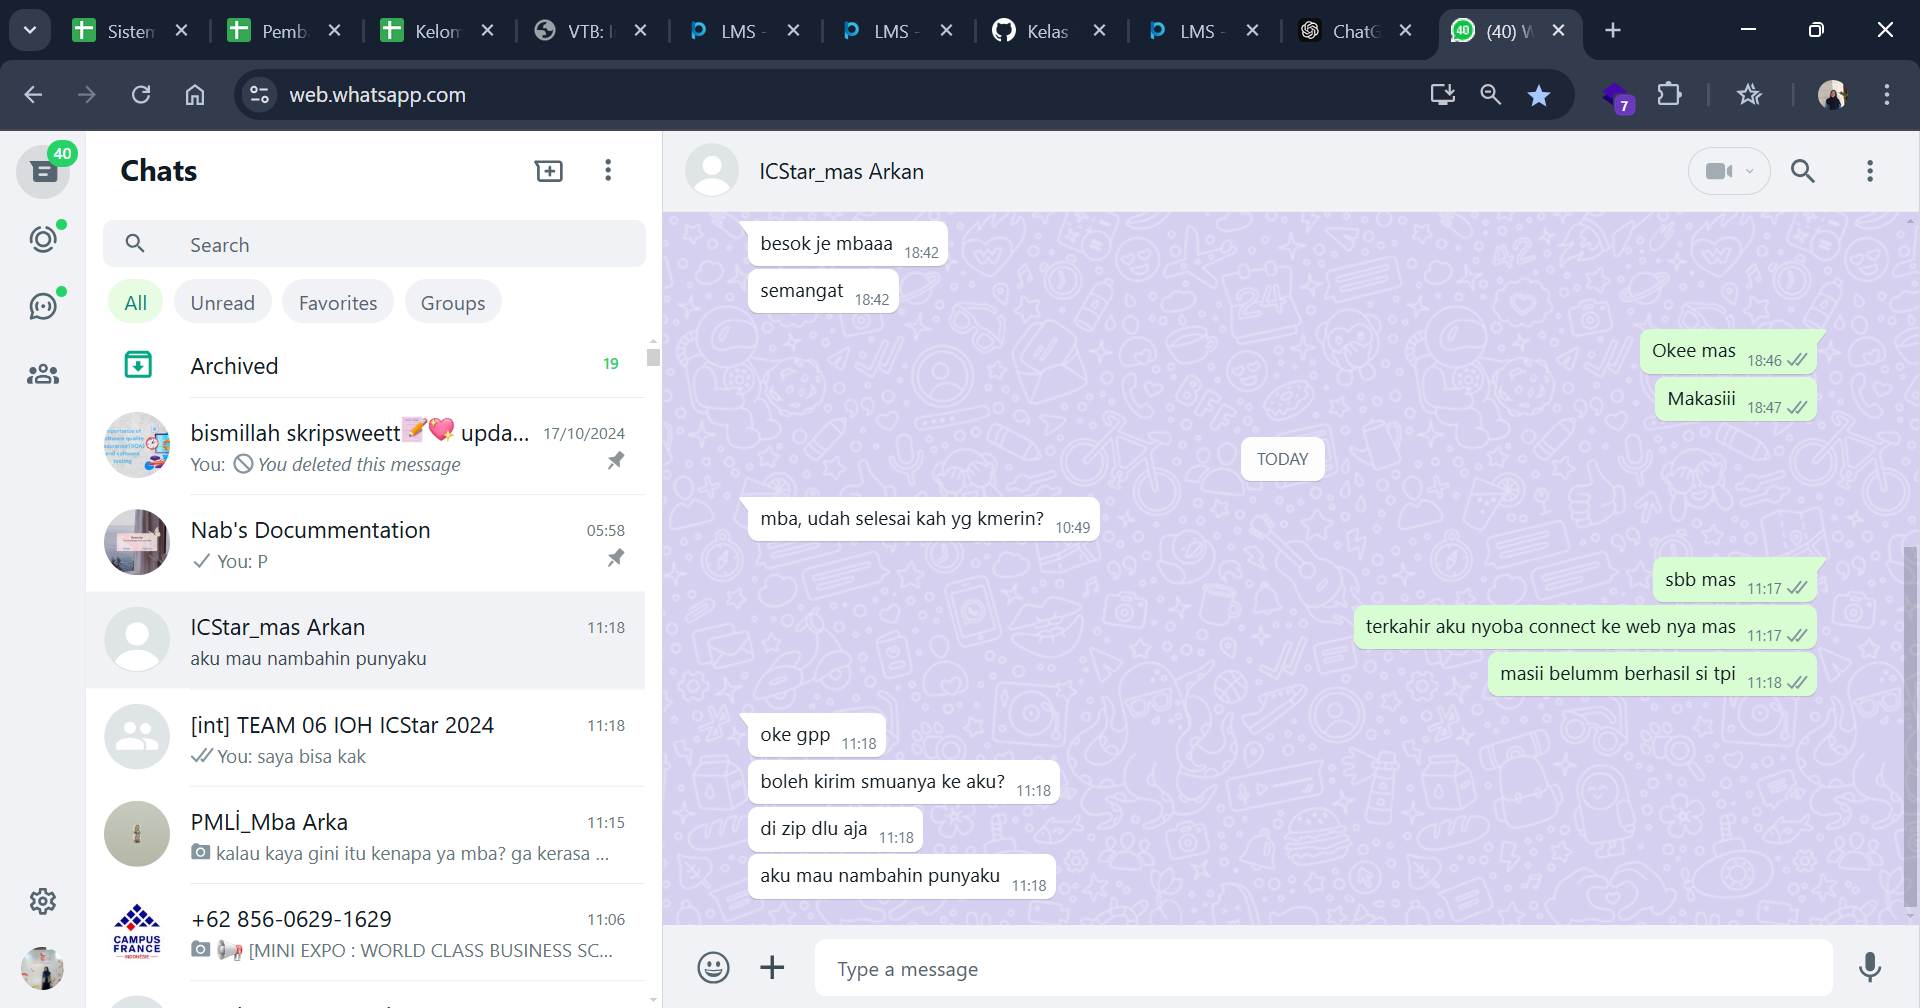 Sistem
Pemb
Kelom
VTB: I
LMS -
LMS -
Kelas
LMS -
ChatG
40
(40) W
web.whatsapp.com
7
40
Chats
Search
All
Unread
Favorites
Groups
Archived
19
bismillah skripsweett📝💖 upda...
17/10/2024
You: 🚫 You deleted this message
Nab's Docummentation
05:58
You: P
ICStar_mas Arkan
11:18
aku mau nambahin punyaku
[int] TEAM 06 IOH ICStar 2024
11:18
You: saya bisa kak
PMLİ_Mba Arka
11:15
kalau kaya gini itu kenapa ya mba? ga kerasa ...
CAMPUS
FRANCE
INDONÉSIE
+62 856-0629-1629
11:06
[MINI EXPO : WORLD CLASS BUSINESS SC...
ICStar_mas Arkan
besok je mbaaa 18:42
semangat 18:42
Okee mas 18:46
Makasiii 18:47
TODAY
mba, udah selesai kah yg kmerin? 10:49
sbb mas 11:17
terkahir aku nyoba connect ke web nya mas 11:17
masii belumm berhasil si tpi 11:18
oke gpp 11:18
boleh kirim smuanya ke aku? 11:18
di zip dlu aja 11:18
aku mau nambahin punyaku 11:18
Type a message